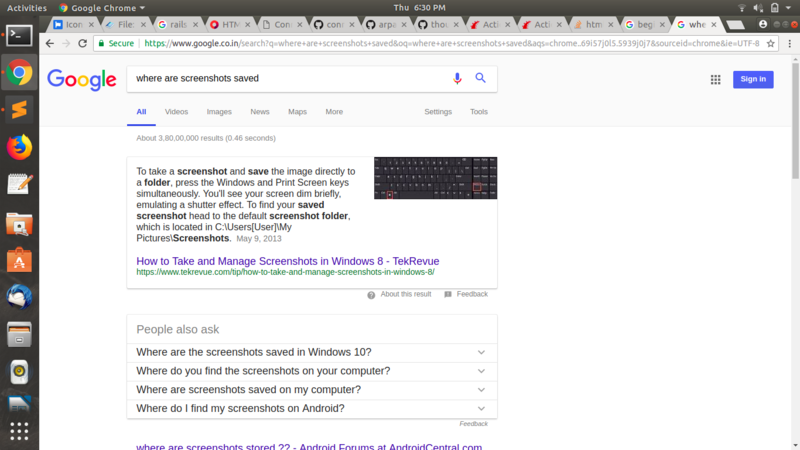 Activities
Google Chrome
Thu 6:30 PM
Icon
File:
rails
HTM
Con
conn
arpa
thou
Actio
Actio
htm
begi
whe
Secure
https://www.google.co.in/search?q=where+are+screenshots+saved&oq=where+are+screenshots+saved&aqs=chrome..69i57j0l5.5939j0j7&sourceid=chrome&ie=UTF-8
Google
where are screenshots saved
Sign in
All Videos Images News Maps More Settings Tools
About 3,80,00,000 results (0.46 seconds)
To take a screenshot and save the image directly to
a folder, press the Windows and Print Screen keys
simultaneously. You'll see your screen dim briefly,
emulating a shutter effect. To find your saved
screenshot head to the default screenshot folder,
which is located in C:\Users[User]\My
Pictures\Screenshots. May 9, 2013
How to Take and Manage Screenshots in Windows 8 - TekRevue
https://www.tekrevue.com/tip/how-to-take-and-manage-screenshots-in-windows-8/
About this result Feedback
People also ask
Where are the screenshots saved in Windows 10?
Where do you find the screenshots on your computer?
Where are screenshots saved on my computer?
Where do I find my screenshots on Android?
Feedback
where are screenshots stored ?? - Android Forums at AndroidCentral.com